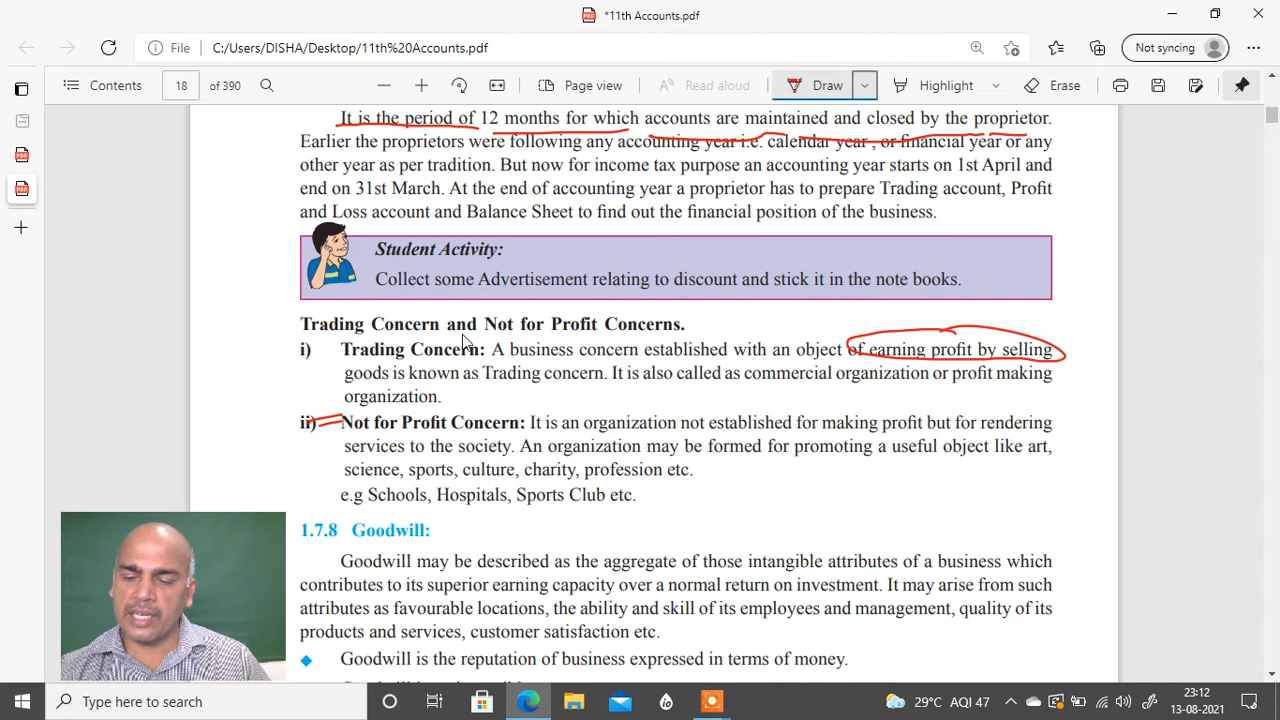 *11th Accounts.pdf
File C:/Users/DISHA/Desktop/11th%20Accounts.pdf Not syncing
Contents 18 of 390 Page view Read aloud Draw Highlight Erase
It is the period of 12 months for which accounts are maintained and closed by the proprietor.
Earlier the proprietors were following any accounting year i.e. calendar year , or financial year or any
other year as per tradition. But now for income tax purpose an accounting year starts on 1st April and
end on 31st March. At the end of accounting year a proprietor has to prepare Trading account, Profit
and Loss account and Balance Sheet to find out the financial position of the business.
Student Activity:
Collect some Advertisement relating to discount and stick it in the note books.
Trading Concern and Not for Profit Concerns.
i) Trading Concern: A business concern established with an object of earning profit by selling
goods is known as Trading concern. It is also called as commercial organization or profit making
organization.
ii) Not for Profit Concern: It is an organization not established for making profit but for rendering
services to the society. An organization may be formed for promoting a useful object like art,
science, sports, culture, charity, profession etc.
e.g Schools, Hospitals, Sports Club etc.
1.7.8 Goodwill:
Goodwill may be described as the aggregate of those intangible attributes of a business which
contributes to its superior earning capacity over a normal return on investment. It may arise from such
attributes as favourable locations, the ability and skill of its employees and management, quality of its
products and services, customer satisfaction etc.
Goodwill is the reputation of business expressed in terms of money.
Type here to search 29°C AQI 47 23:12
13-08-2021